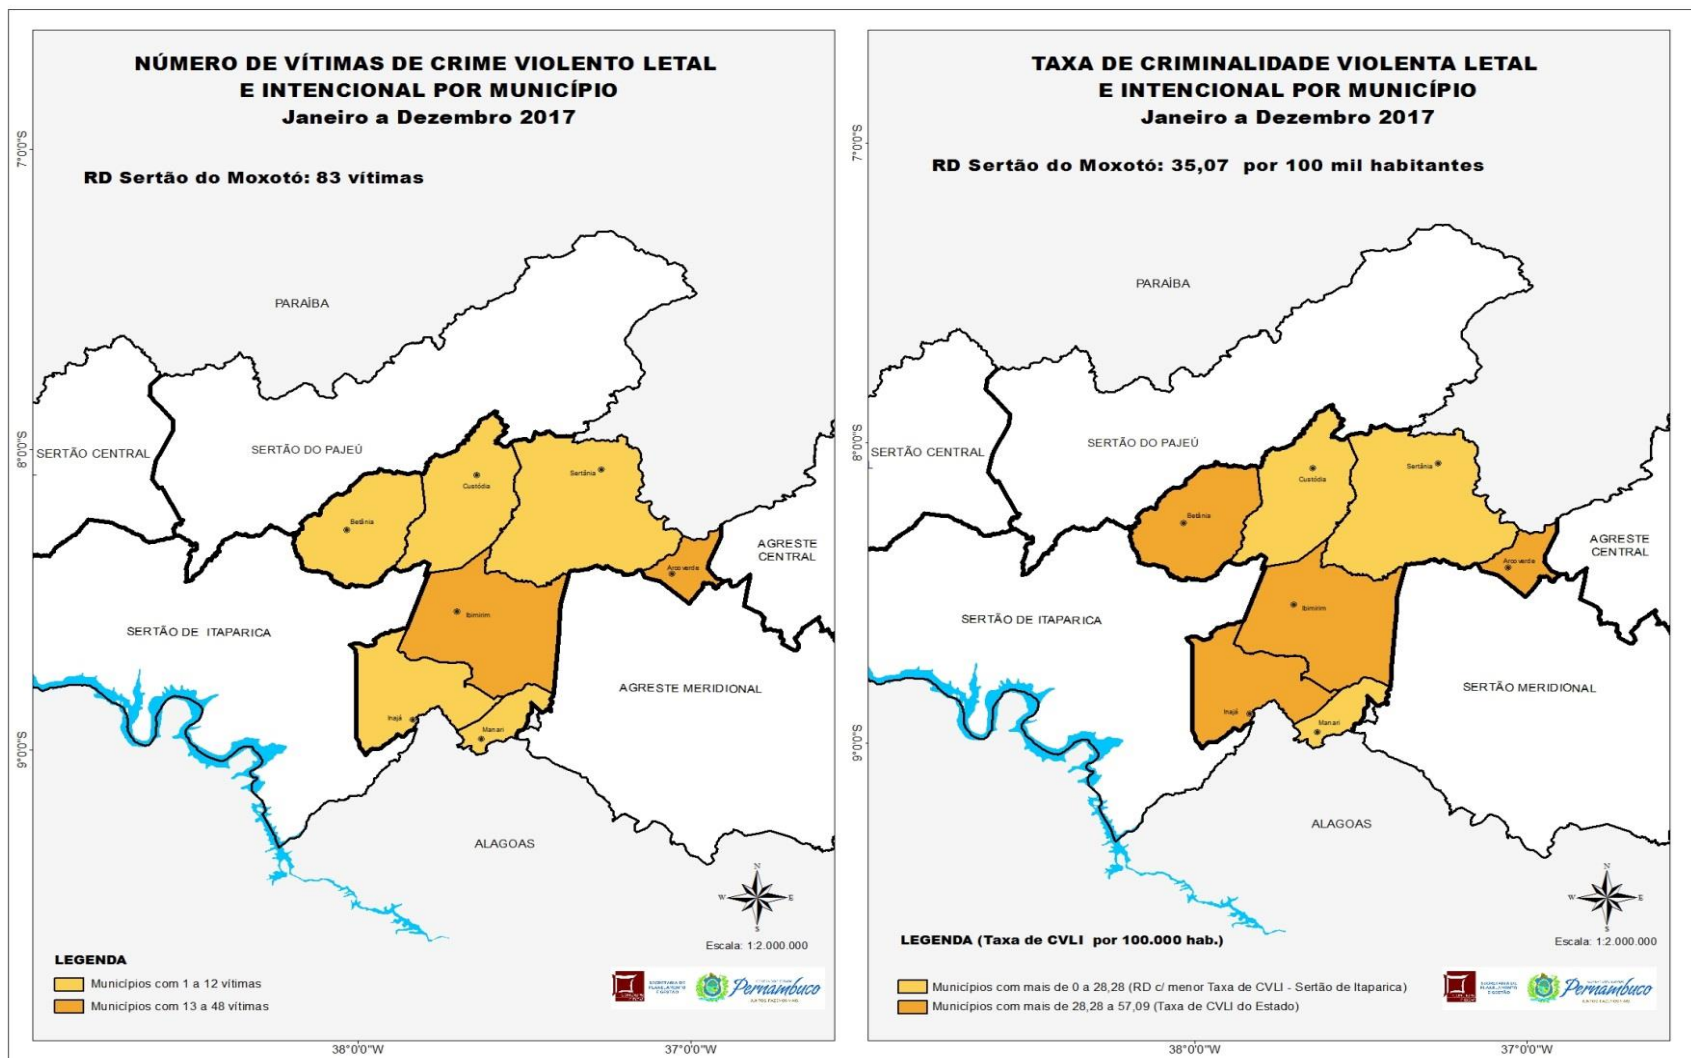 NÚMERO DE VÍTIMAS DE CRIME VIOLENTO LETAL
E INTENCIONAL POR MUNICÍPIO
Janeiro a Dezembro 2017
RD Sertão do Moxotó: 83 vítimas
7°0'0"S
8°0'0"S
9°0'0"S
PARAÍBA
SERTÃO CENTRAL
SERTÃO DO PAJEÚ
Sertânia
Custódia
Betânia
AGRESTE
CENTRAL
Arcoverde
Ibimirim
SERTÃO DE ITAPARICA
AGRESTE MERIDIONAL
Inajá
Manari
ALAGOAS
N
W
E
S
Escala: 1:2.000.000
LEGENDA
Municípios com 1 a 12 vítimas
Municípios com 13 a 48 vítimas
SECRETARIA DE
PLANEJAMENTO
E GESTÃO
Pernambuco
38°0'0"W
37°0'0"W
TAXA DE CRIMINALIDADE VIOLENTA LETAL
E INTENCIONAL POR MUNICÍPIO
Janeiro a Dezembro 2017
RD Sertão do Moxotó: 35,07 por 100 mil habitantes
7°0'0"S
8°0'0"S
9°0'0"S
PARAÍBA
SERTÃO CENTRAL
SERTÃO DO PAJEÚ
Sertânia
Custódia
Betânia
AGRESTE
CENTRAL
Arcoverde
Ibimirim
SERTÃO DE ITAPARICA
SERTÃO MERIDIONAL
Inajá
Manari
ALAGOAS
N
W
E
S
Escala: 1:2.000.000
LEGENDA (Taxa de CVLI por 100.000 hab.)
Municípios com mais de 0 a 28,28 (RD c/ menor Taxa de CVLI - Sertão de Itaparica)
Municípios com mais de 28,28 a 57,09 (Taxa de CVLI do Estado)
SECRETARIA DE
PLANEJAMENTO
E GESTÃO
Pernambuco
38°0'0"W
37°0'0"W